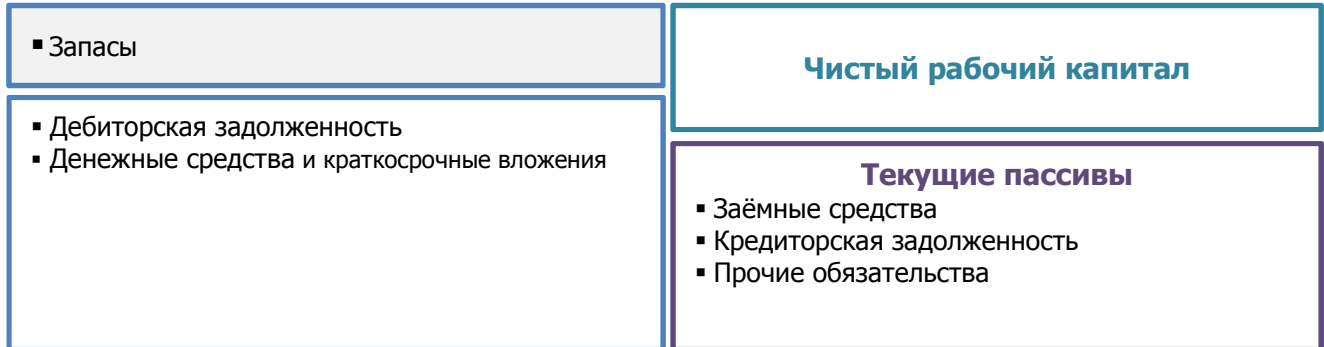 ▪ Запасы
▪ Дебиторская задолженность
▪ Денежные средства и краткосрочные вложения
Чистый рабочий капитал
Текущие пассивы
▪ Заёмные средства
▪ Кредиторская задолженность
▪ Прочие обязательства